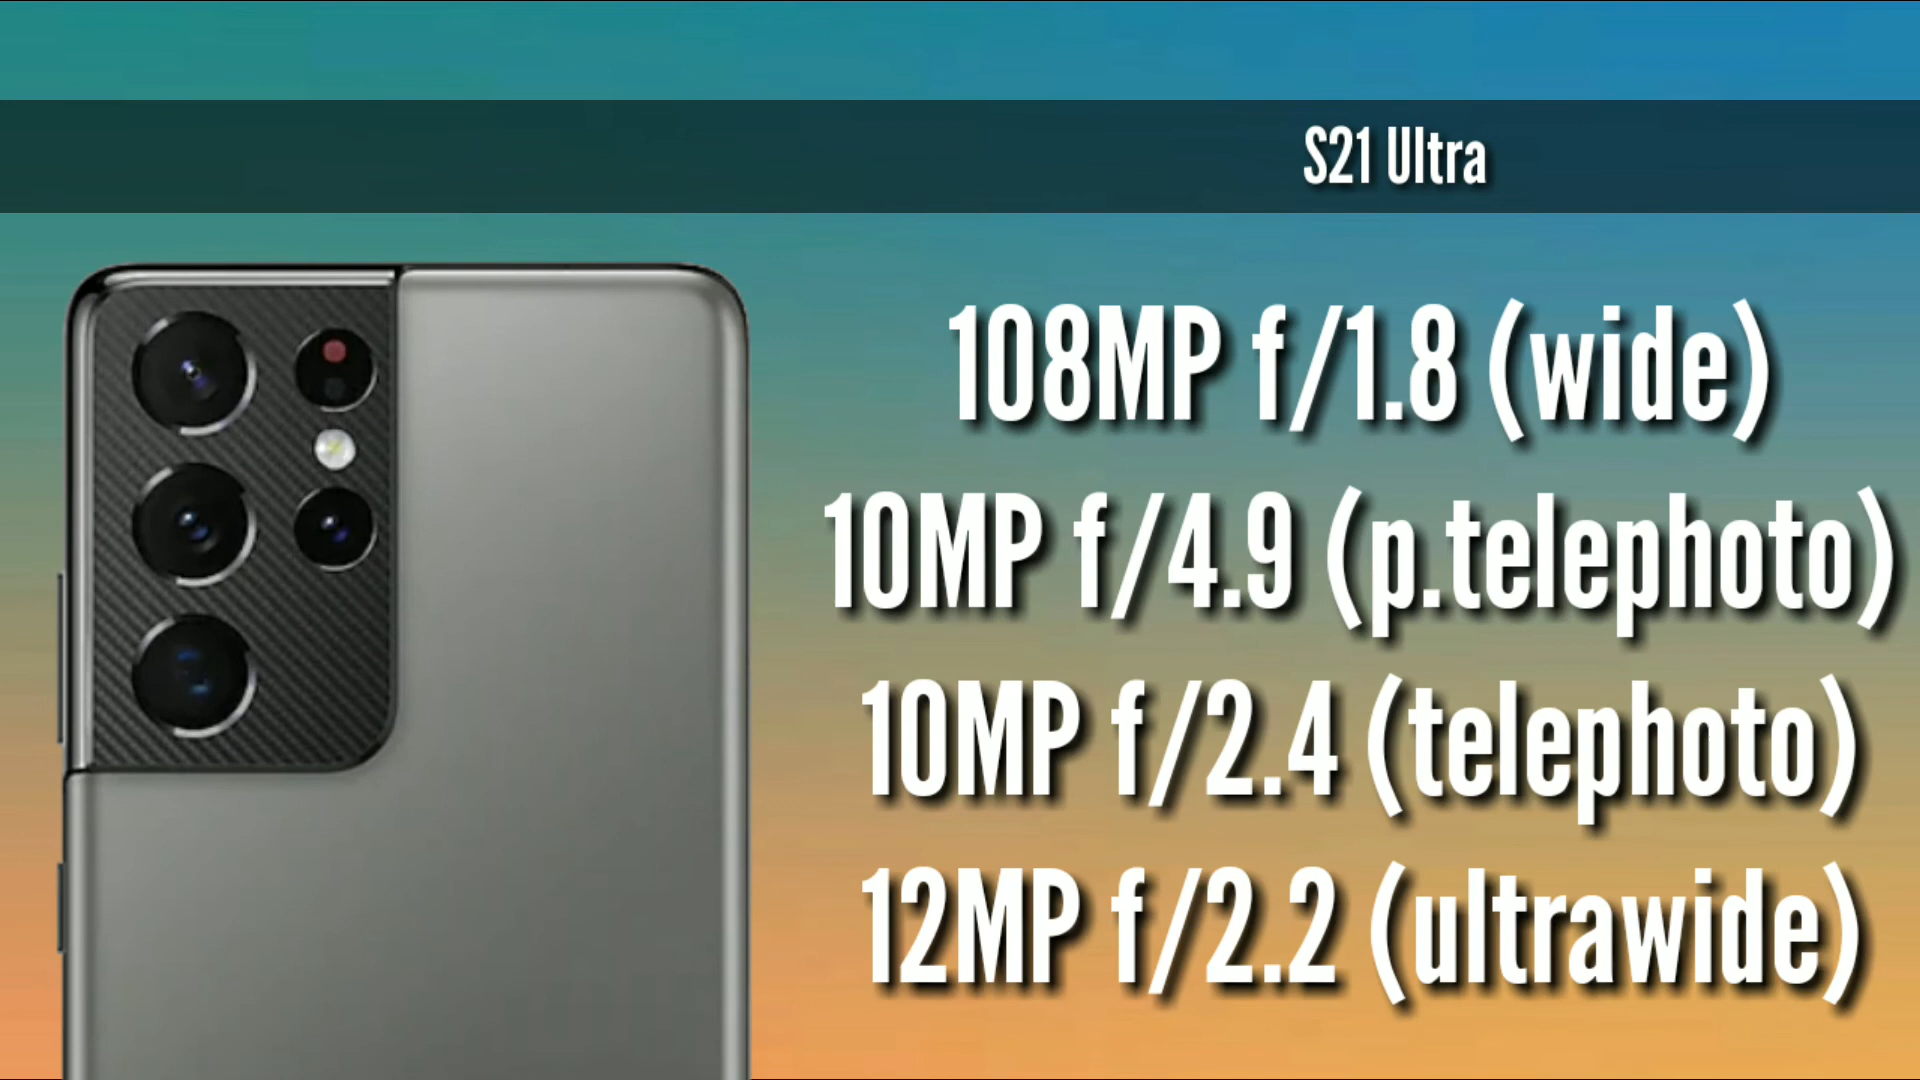 S21 Ultra
108MP f/1.8 (wide)
10MP f/4.9 (p.telephoto)
10MP f/2.4 (telephoto)
12MP f/2.2 (ultrawide)